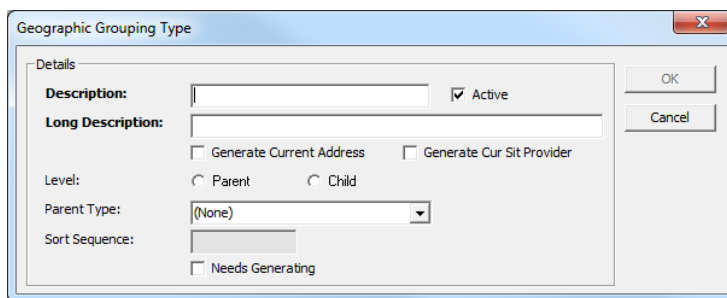 Geographic Grouping Type
Details
Description:
Active
OK
Long Description:
Cancel
Generate Current Address
Generate Cur Sit Provider
Level:
Parent
Child
Parent Type:
(None)
Sort Sequence:
Needs Generating